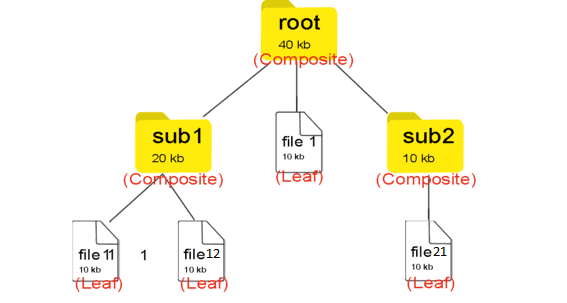 root
40 kb
(Composite)
sub1
20 kb
(Composite)
file 1
10 kb
(Leaf)
sub2
10 kb
(Composite)
file 11
10 kb
(Leaf)
1
file12
10 kb
(Leaf)
file21
10 kb
(Leaf)